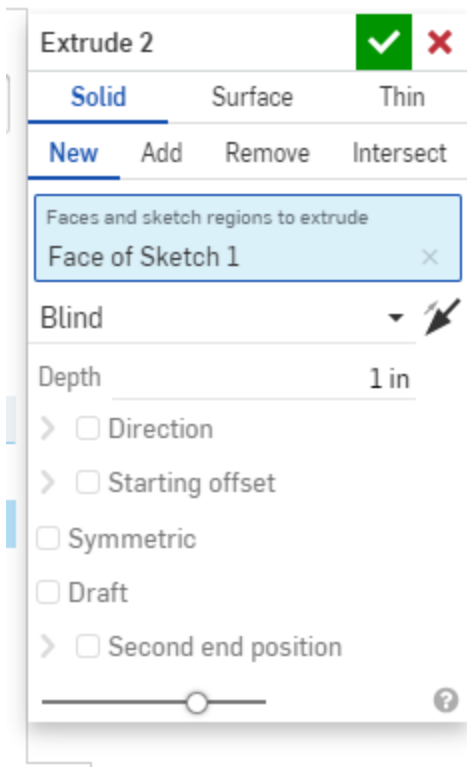 Extrude 2
Solid Surface Thin
New Add Remove Intersect
Faces and sketch regions to extrude
Face of Sketch 1
Blind
Depth 1 in
Direction
Starting offset
Symmetric
Draft
Second end position
?